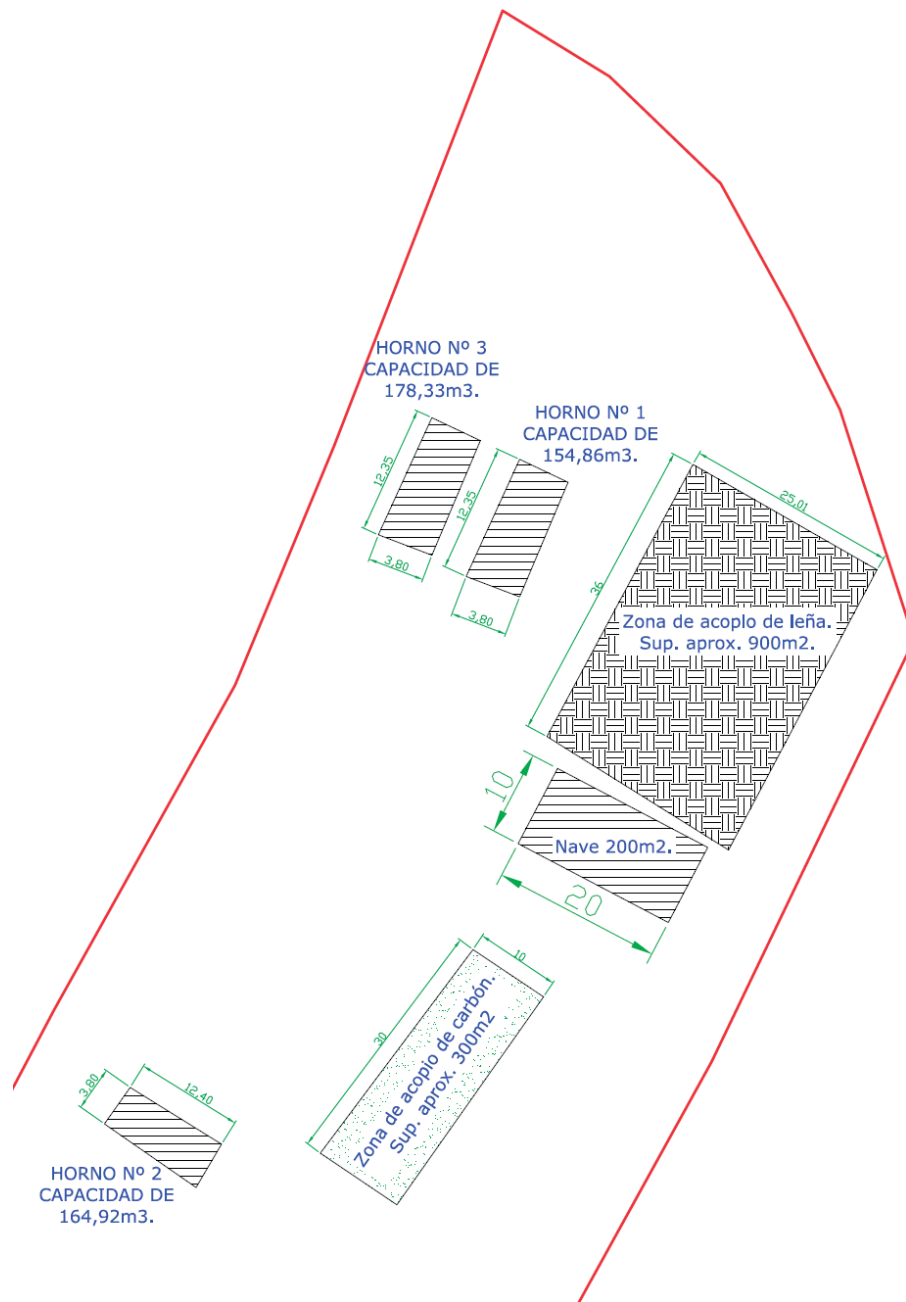 HORNO Nº 3
CAPACIDAD DE
178,33m3.
HORNO Nº 1
CAPACIDAD DE
154,86m3.
12,35
3,80
12,35
3,80
25,01
36
Zona de acoplo de leña.
Sup. aprox. 900m2.
10
Nave 200m2.
20
10
30
Zona de acopio de carbón.
Sup. aprox. 300m2
3,80
12,40
HORNO Nº 2
CAPACIDAD DE
164,92m3.